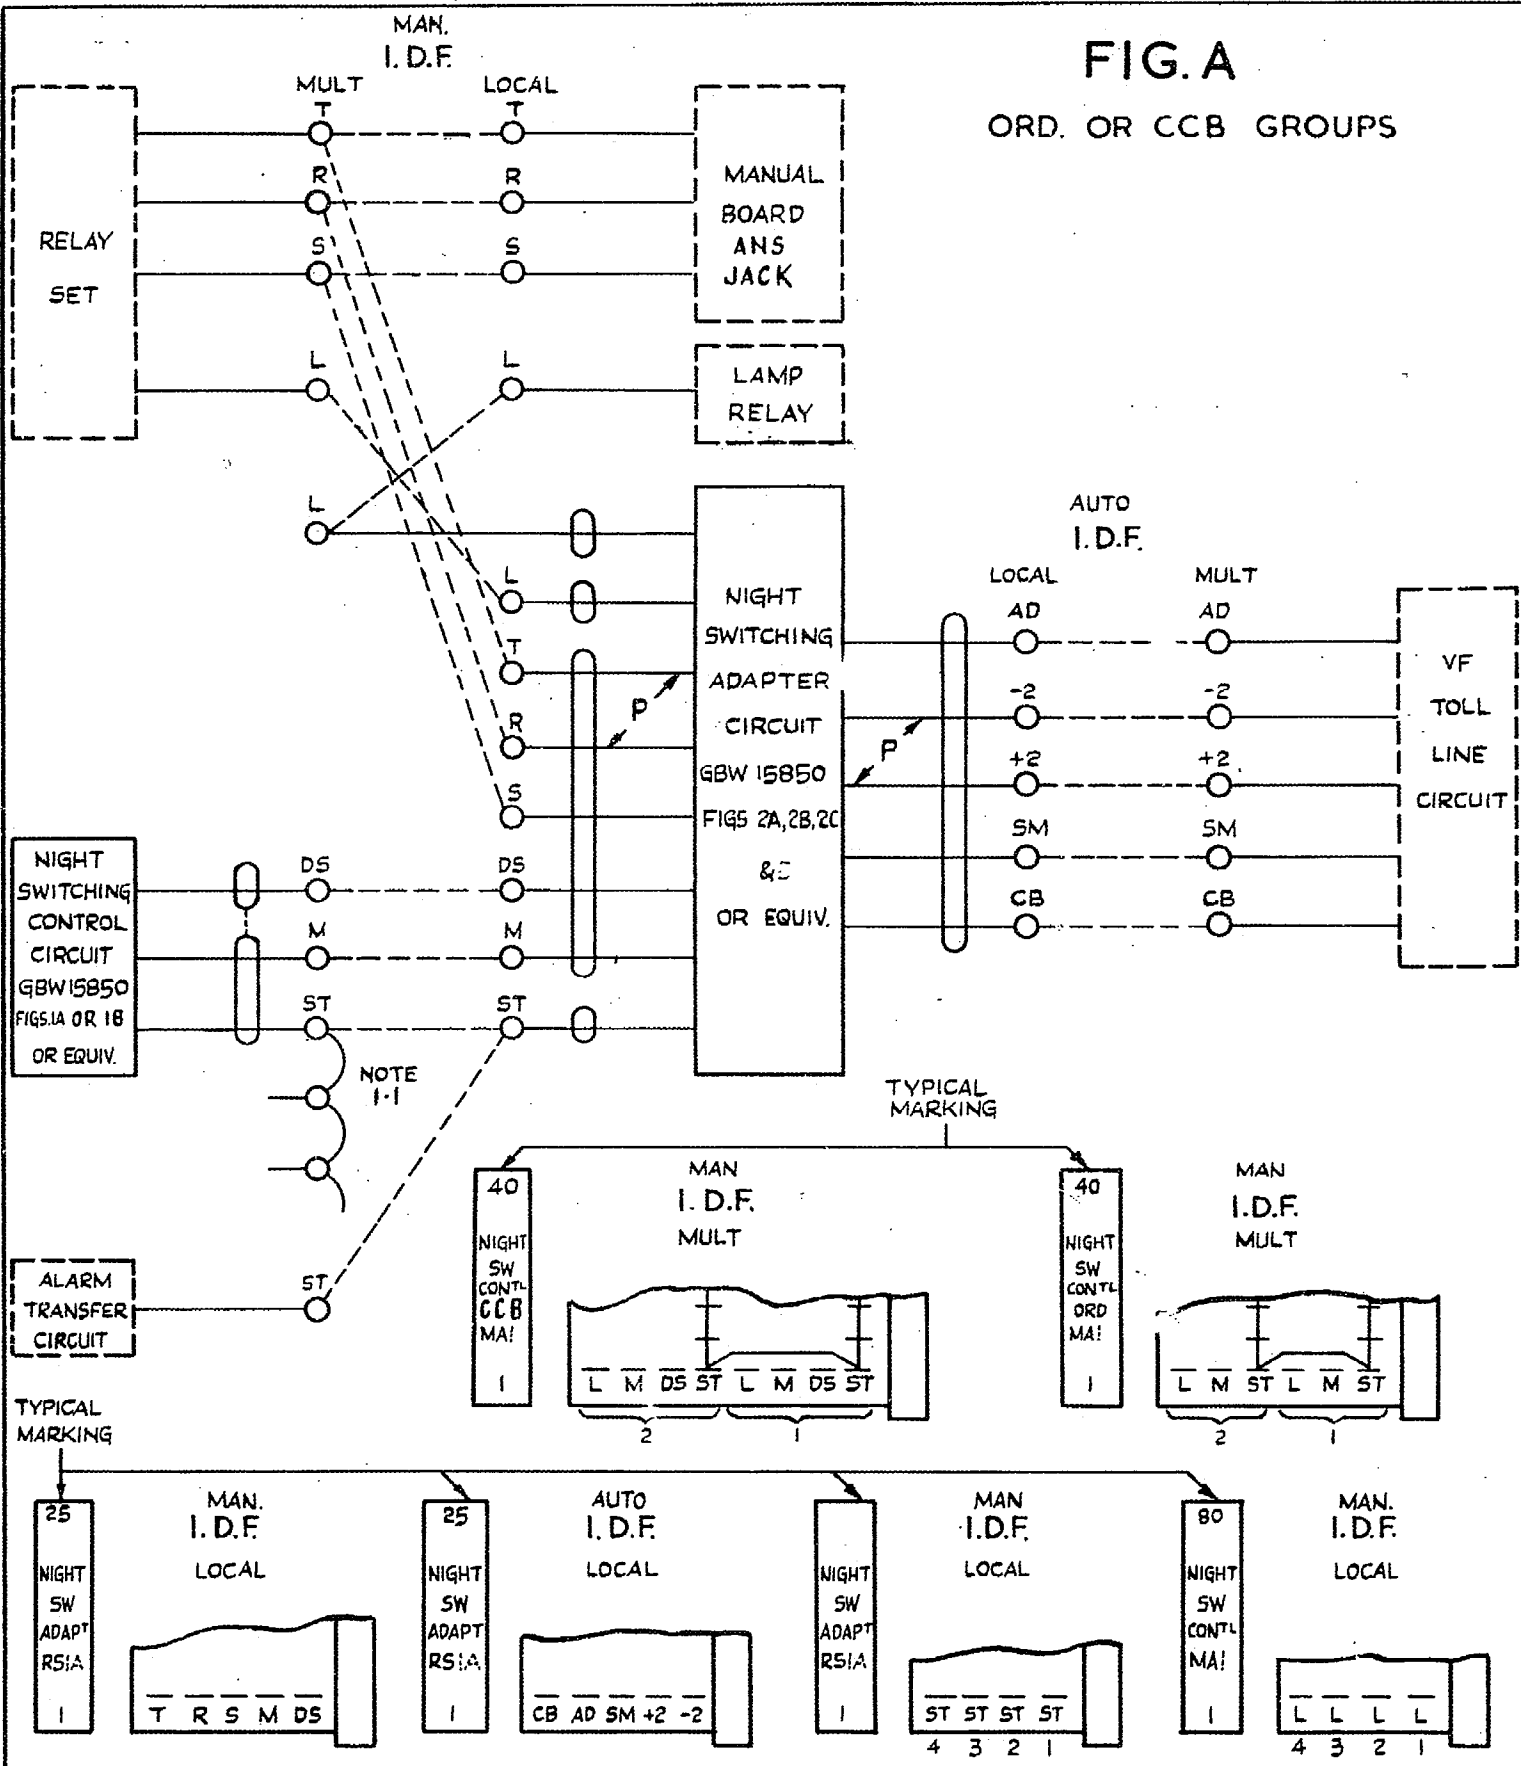 FIG. A
ORD. OR CCB GROUPS
MAN.
I.D.F.
MULT LOCAL
T T
R R
S S
L L
RELAY
SET
MANUAL
BOARD
ANS
JACK
LAMP
RELAY
L
L
T
R
S
P
DS DS
M M
ST ST
NIGHT
SWITCHING
ADAPTER
CIRCUIT
GBW 15850
FIGS 2A, 2B, 2C
OR EQUIV.
P
AUTO
I.D.F.
LOCAL MULT
AD AD
-2 -2
+2 +2
SM SM
CB CB
VF
TOLL
LINE
CIRCUIT
NIGHT
SWITCHING
CONTROL
CIRCUIT
GBW15850
FIGS.1A OR 1B
OR EQUIV.
NOTE
1·1
ALARM
TRANSFER
CIRCUIT
ST
TYPICAL
MARKING
40
NIGHT
SW
CONTL
CCB
MA1
1
MAN
I.D.F.
MULT
L M DS ST L M DS ST
2 1
40
NIGHT
SW
CONTL
ORD
MA1
1
MAN
I.D.F.
MULT
L M ST L M ST
2 1
TYPICAL
MARKING
25
NIGHT
SW
ADAPT
RS1A
1
MAN.
I.D.F.
LOCAL
T R S M DS
25
NIGHT
SW
ADAPT
RS1A
1
AUTO
I.D.F.
LOCAL
CB AD SM +2 -2
NIGHT
SW
ADAPT
RS1A
1
MAN
I.D.F.
LOCAL
ST ST ST ST
4 3 2 1
80
NIGHT
SW
CONTL
MA1
1
MAN.
I.D.F.
LOCAL
L L L L
4 3 2 1